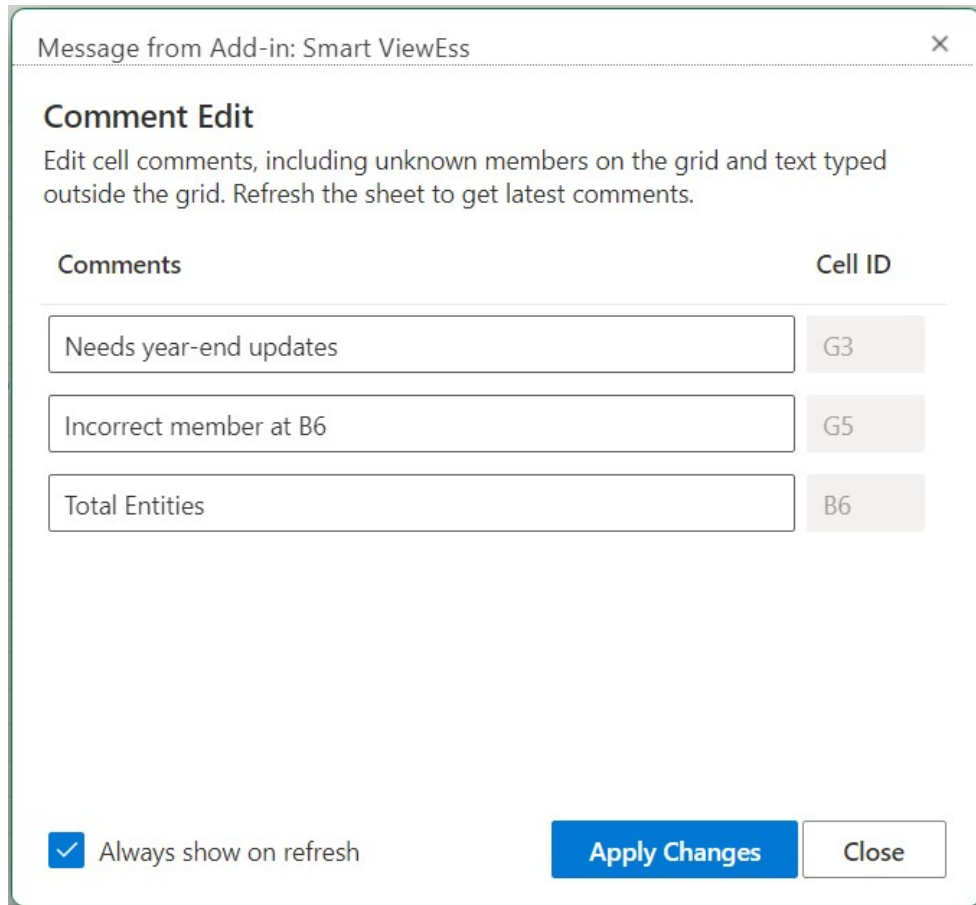 Message from Add-in: Smart ViewEss
Comment Edit
Edit cell comments, including unknown members on the grid and text typed
outside the grid. Refresh the sheet to get latest comments.
Comments Cell ID
Needs year-end updates G3
Incorrect member at B6 G5
Total Entities B6
Always show on refresh Apply Changes Close